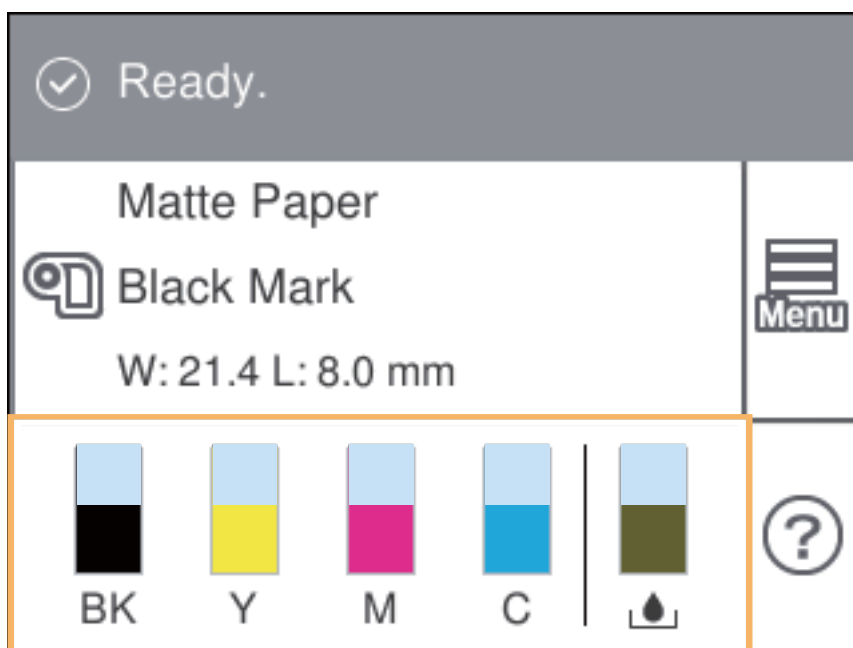 Ready.
Matte Paper
Black Mark
W: 21.4 L: 8.0 mm
Menu
BK Y M C
?